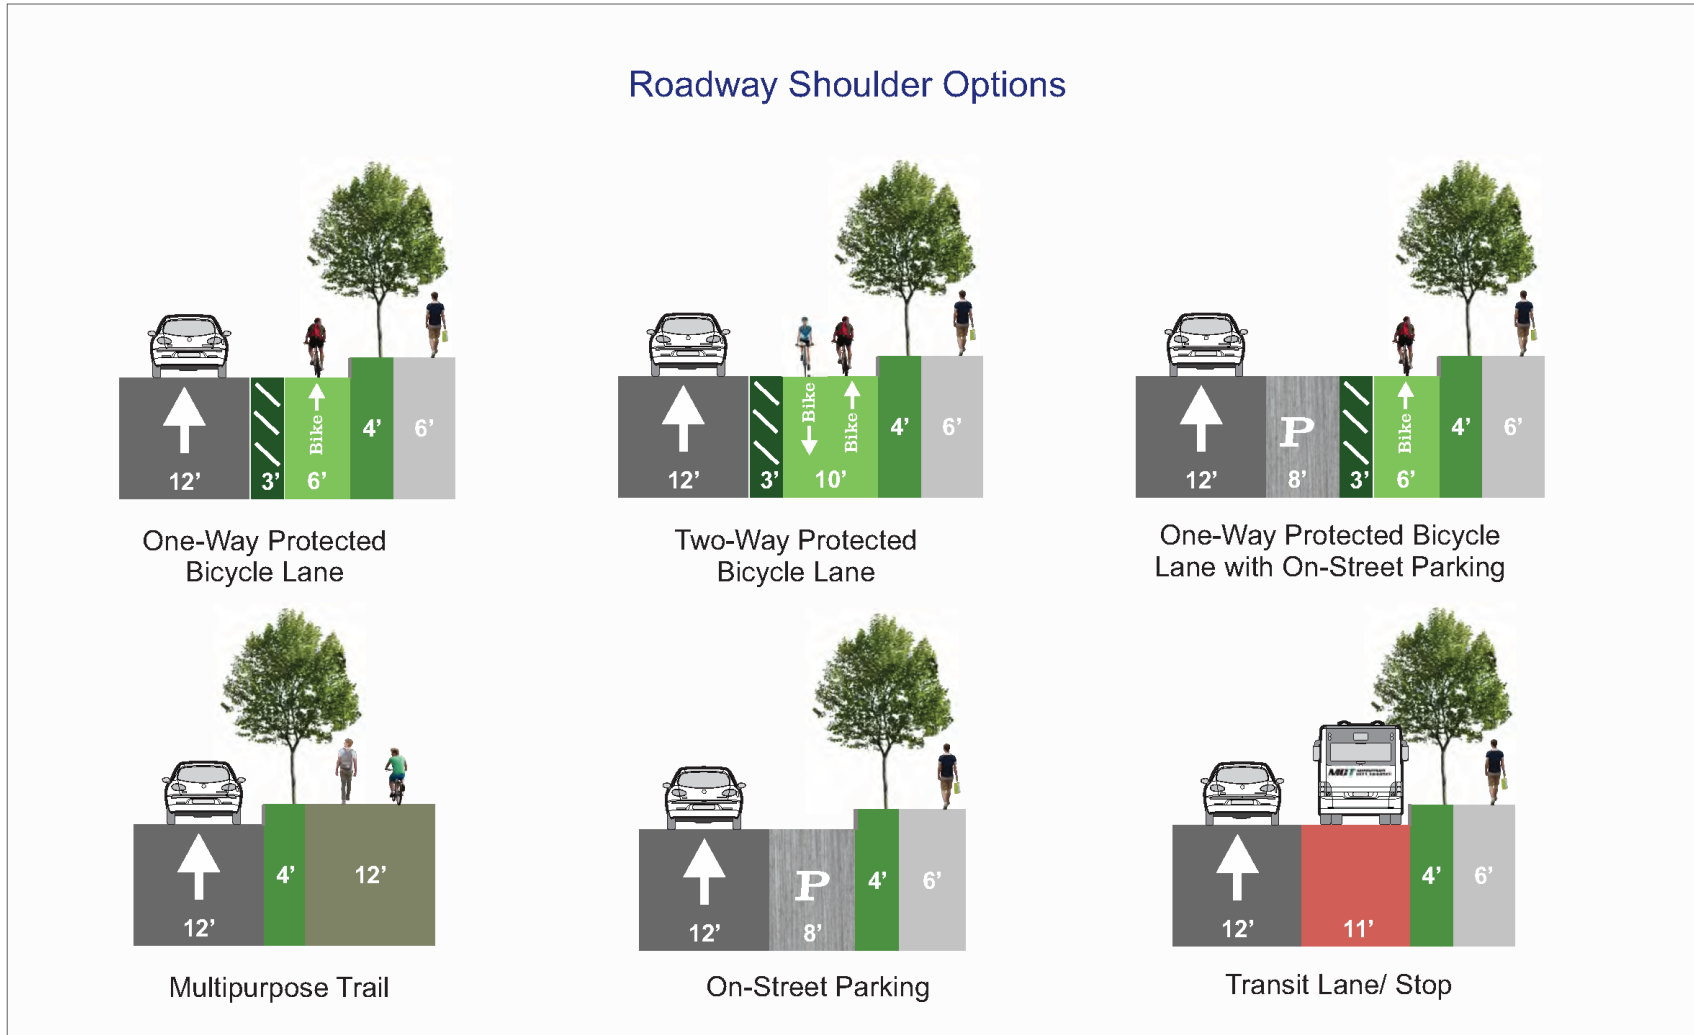 Roadway Shoulder Options
12’
3’
Bike
6’
4’
6’
One-Way Protected
Bicycle Lane
12’
3’
Bike
Bike
10’
4’
6’
Two-Way Protected
Bicycle Lane
12’
P
8’
3’
Bike
6’
4’
6’
One-Way Protected Bicycle
Lane with On-Street Parking
12’
4’
12’
Multipurpose Trail
12’
P
8’
4’
6’
On-Street Parking
12’
MCT
11’
4’
6’
Transit Lane/ Stop